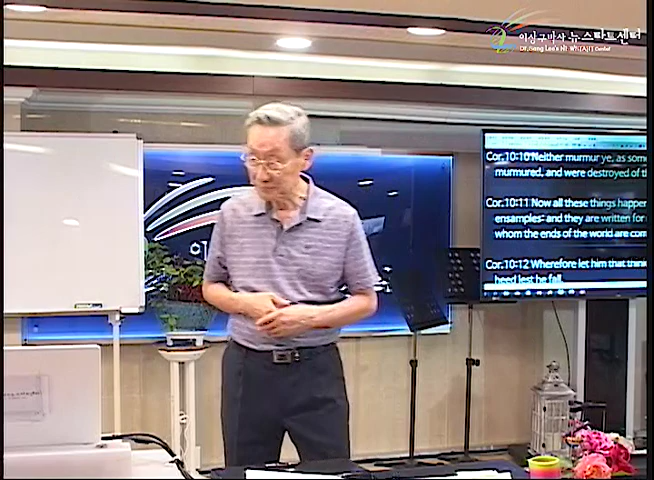 이상구박사 뉴스타트센터
Cor.10:10 Neither murmur ye, as some
murmured, and were destroyed of th
Cor.10:11 Now all these things happen
ensamples: and they are written for
whom the ends of the world are com
Cor.10:12 Wherefore let him that think
heed lest he fall.